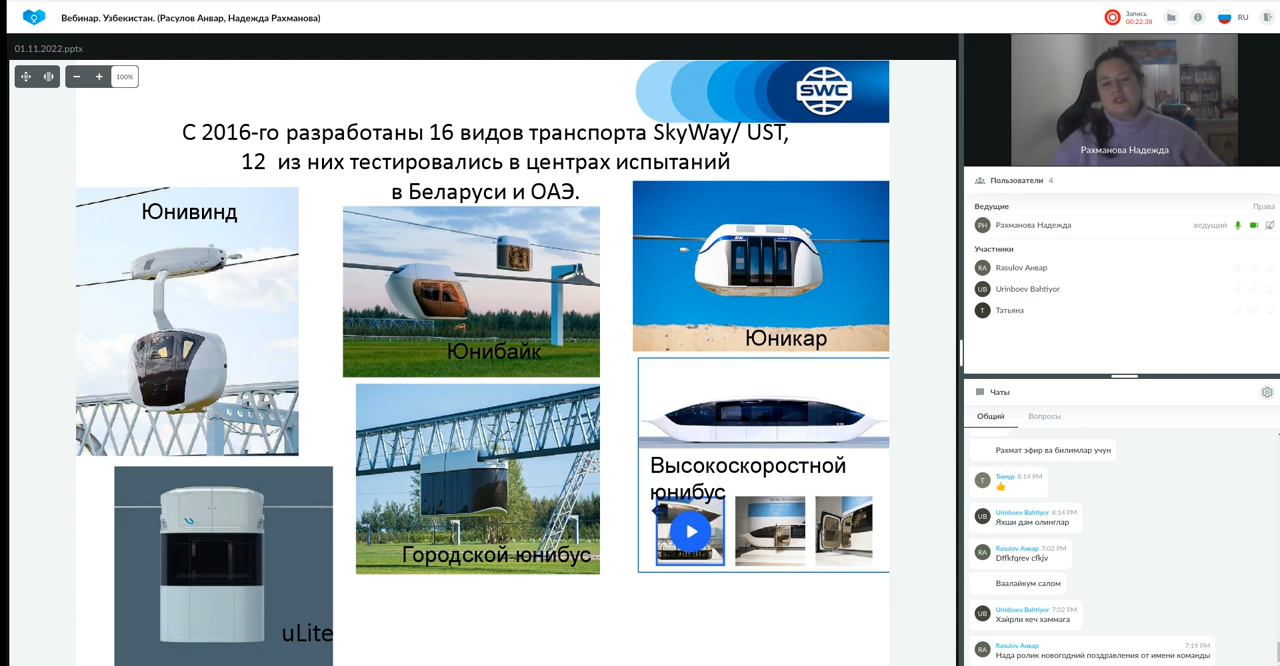 Вебинар. Узбекистан. (Расулов Анвар, Надежда Рахманова)
Запись
00:22:38
RU
01.11.2022.pptx
100%
SWC
С 2016-го разработаны 16 видов транспорта SkyWay/ UST,
12 из них тестировались в центрах испытаний
в Беларуси и ОАЭ.
Юнивинд
Юнибайк
Юникар
Городской юнибус
Высокоскоростной
юнибус
uLite
Рахманова Надежда
Пользователи 4
Ведущие Права
РН Рахманова Надежда ведущий
Участники
RA Rasulov Анвар
UB Urinboev Bahtiyor
Т Татьяна
Чаты
Общий Вопросы
Рахмат эфир ва билимлар учун
Т Тимур 8:14 PM
👍
UB Urinboev Bahtiyor 8:14 PM
Яхши дам олинглар
RA Rasulov Анвар 7:02 PM
Dffkfqrev cfkjv
Ваалайкум салом
UB Urinboev Bahtiyor 7:02 PM
Хайрли кеч хаммага
RA Rasulov Анвар 7:19 PM
Нада ролик новогодний поздравления от имени команды